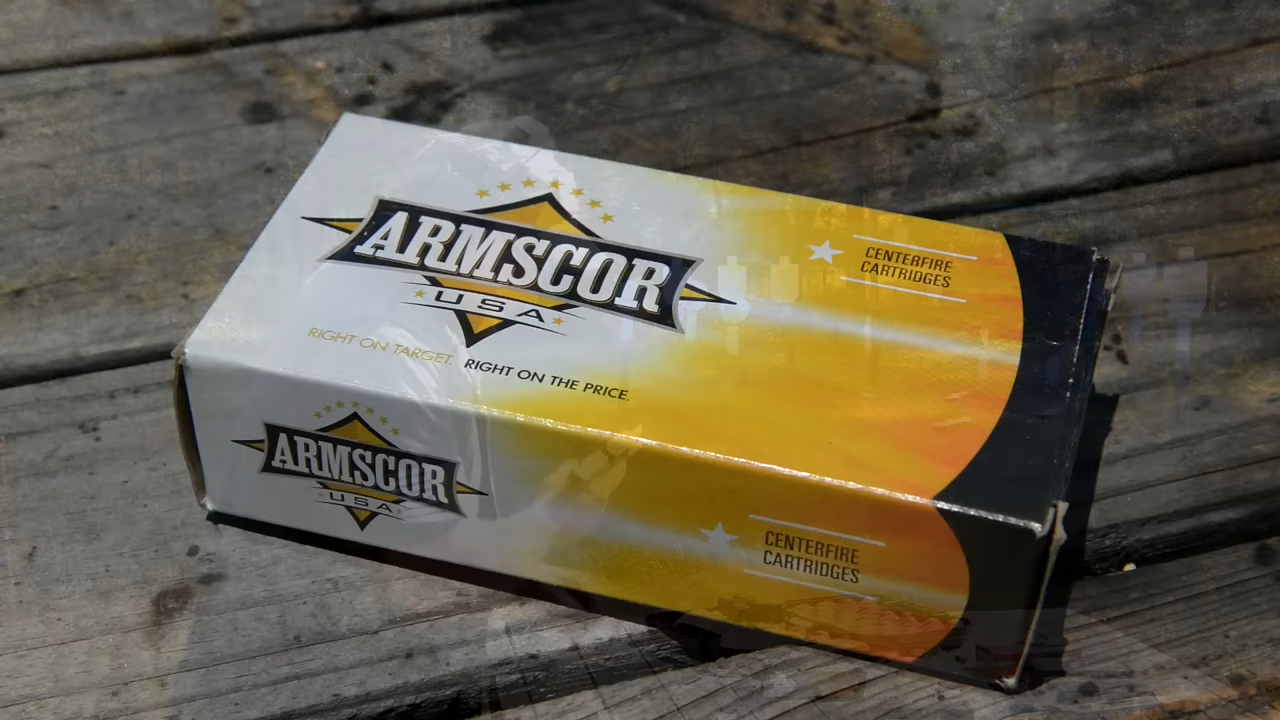 ARMSCOR
USA
RIGHT ON TARGET. RIGHT ON THE PRICE.
CENTERFIRE
CARTRIDGES
ARMSCOR
USA
CENTERFIRE
CARTRIDGES